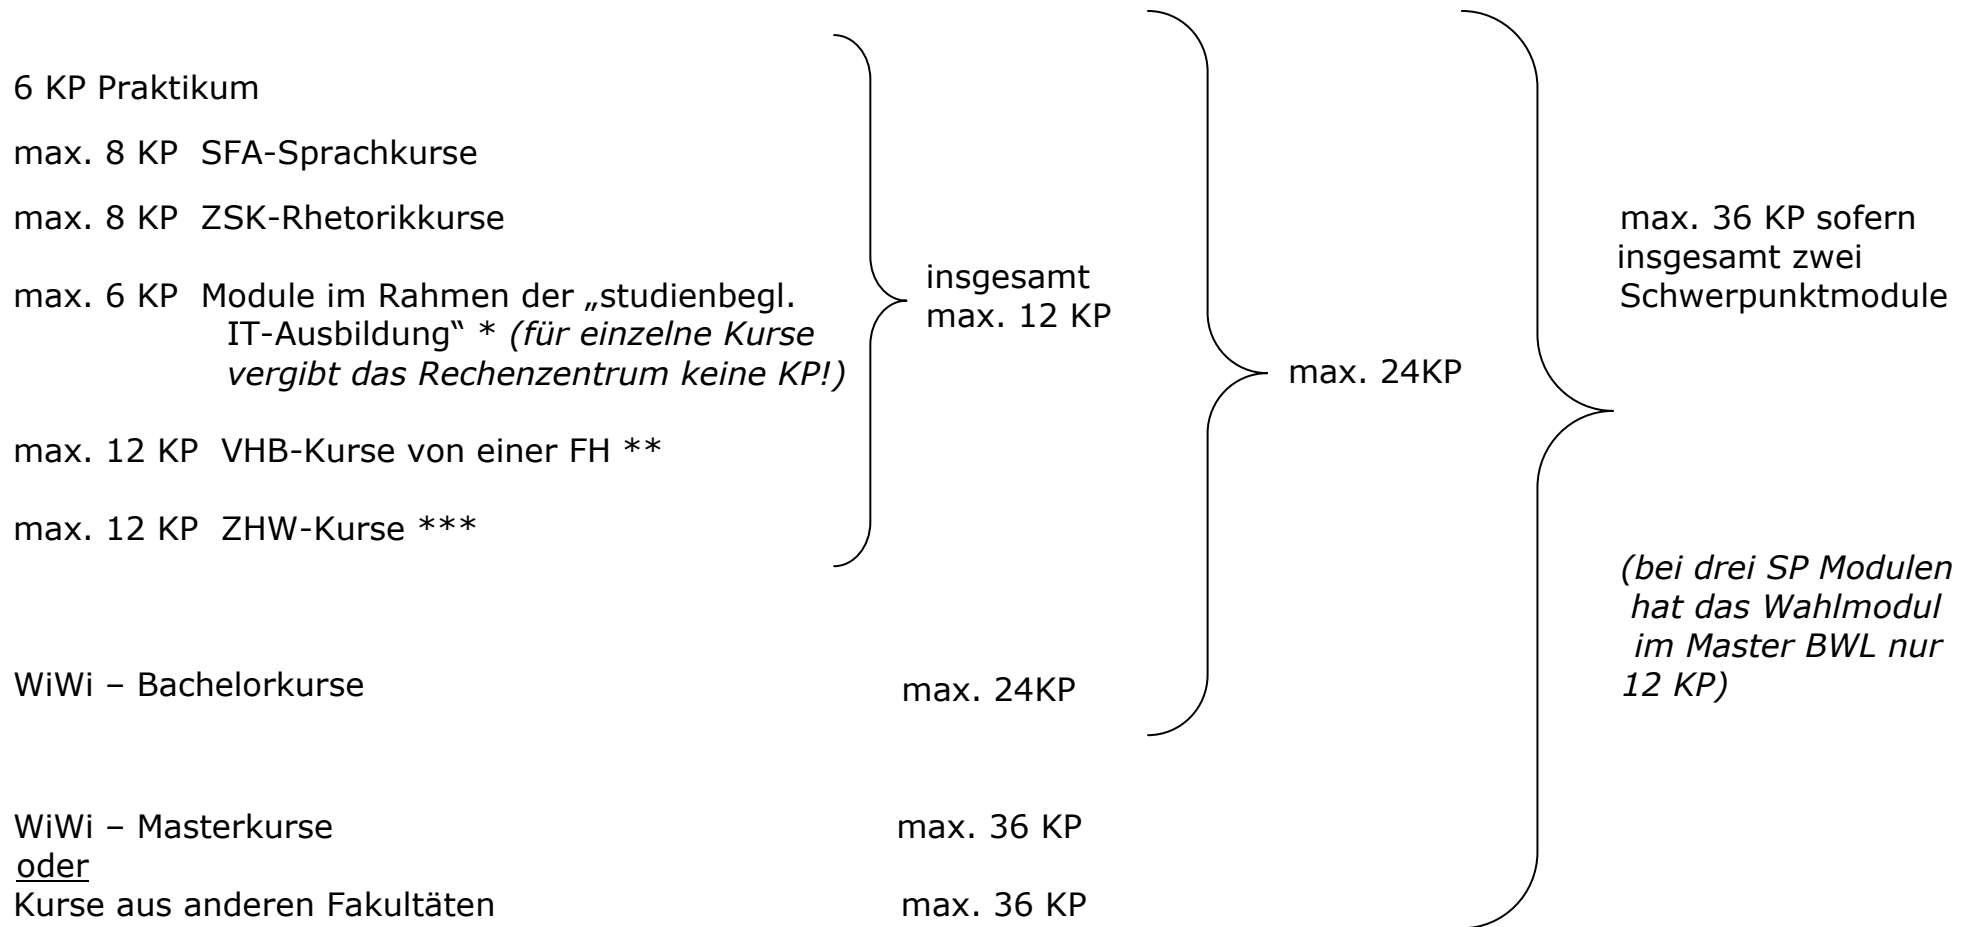 6 KP Praktikum
max. 8 KP SFA-Sprachkurse
max. 8 KP ZSK-Rhetorikkurse
max. 6 KP Module im Rahmen der „studienbegl.
IT-Ausbildung“ * (für einzelne Kurse
vergibt das Rechenzentrum keine KP!)
max. 12 KP VHB-Kurse von einer FH **
max. 12 KP ZHW-Kurse ***
insgesamt
max. 12 KP
WiWi – Bachelorkurse max. 24KP
max. 24KP
WiWi – Masterkurse max. 36 KP
oder
Kurse aus anderen Fakultäten max. 36 KP
max. 36 KP sofern
insgesamt zwei
Schwerpunktmodule
(bei drei SP Modulen
hat das Wahlmodul
im Master BWL nur
12 KP)